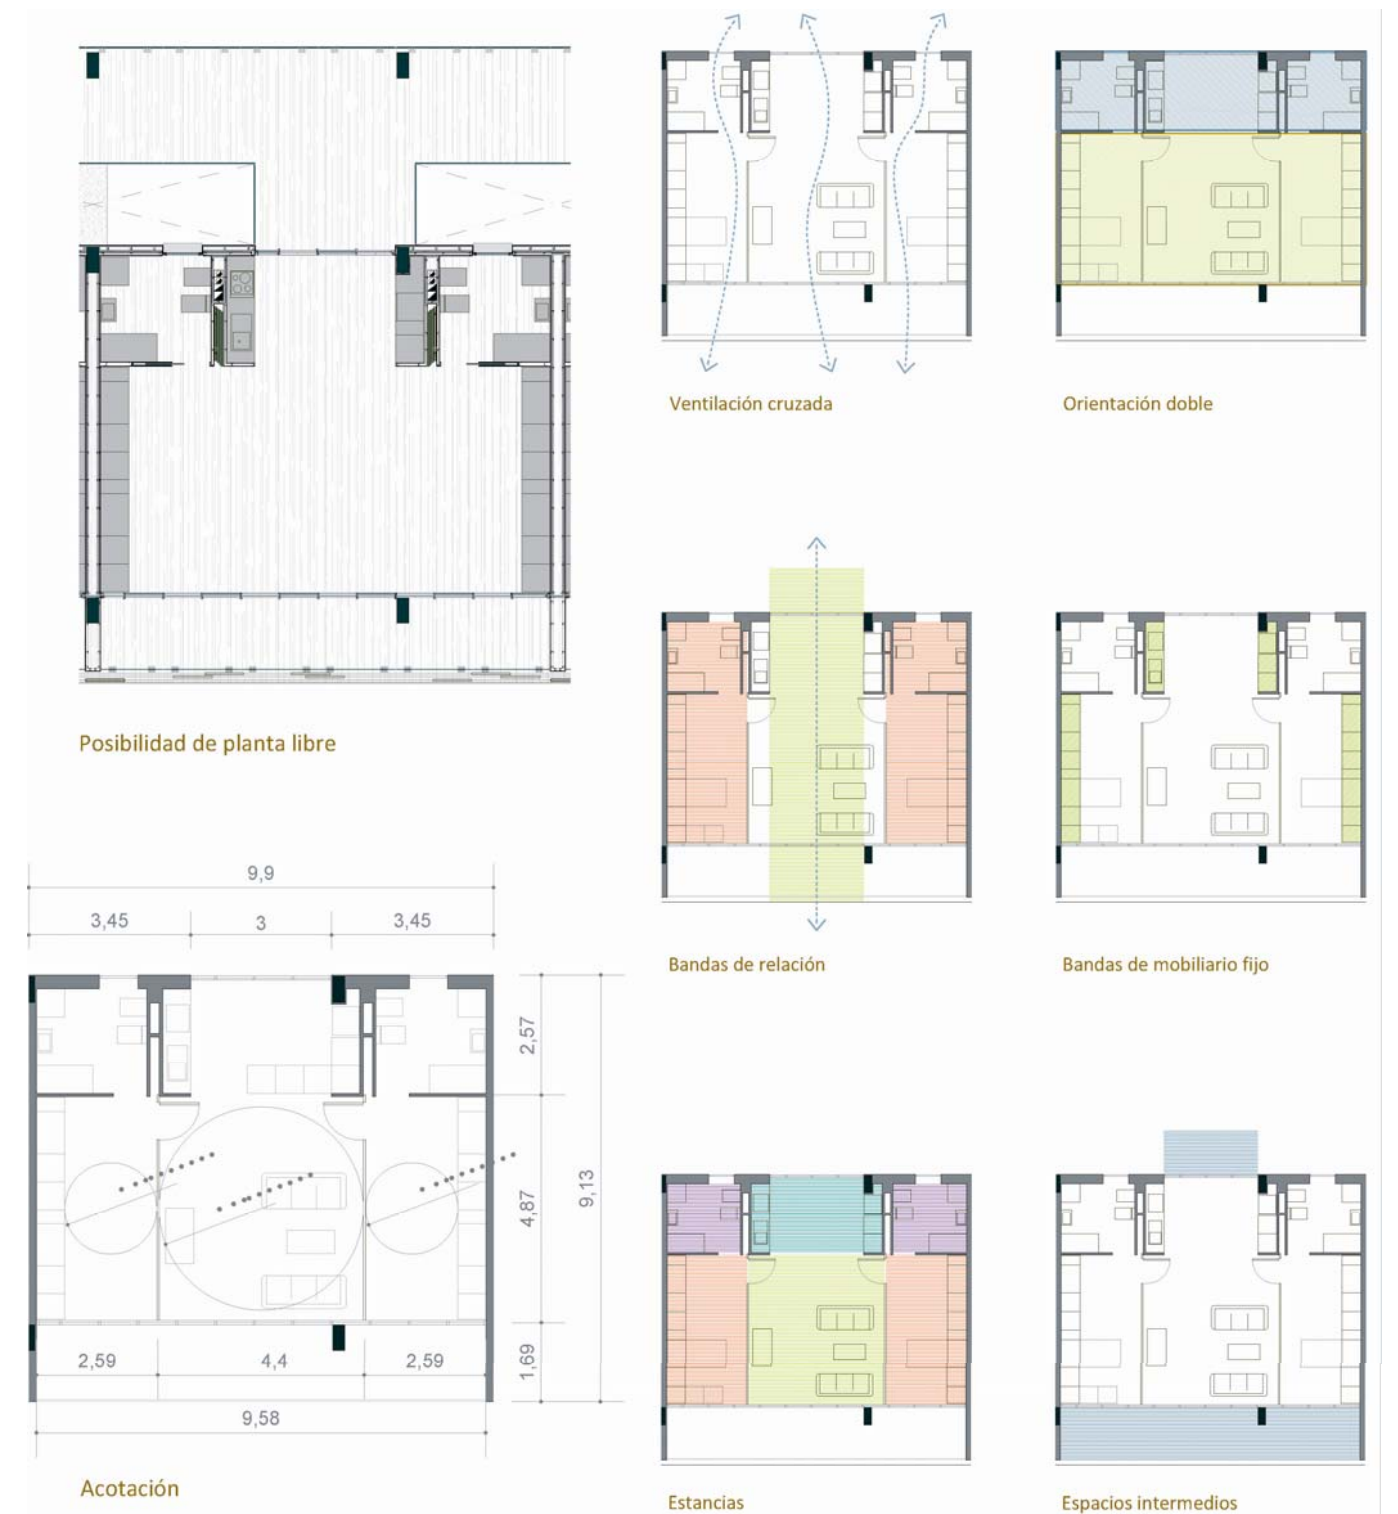 Ventilación cruzada
Orientación doble
Posibilidad de planta libre
Bandas de relación
Bandas de mobiliario fijo
9,9
3,45
3
3,45
2,57
4,87
9,13
1,69
2,59
4,4
2,59
9,58
Acotación
Estancias
Espacios intermedios